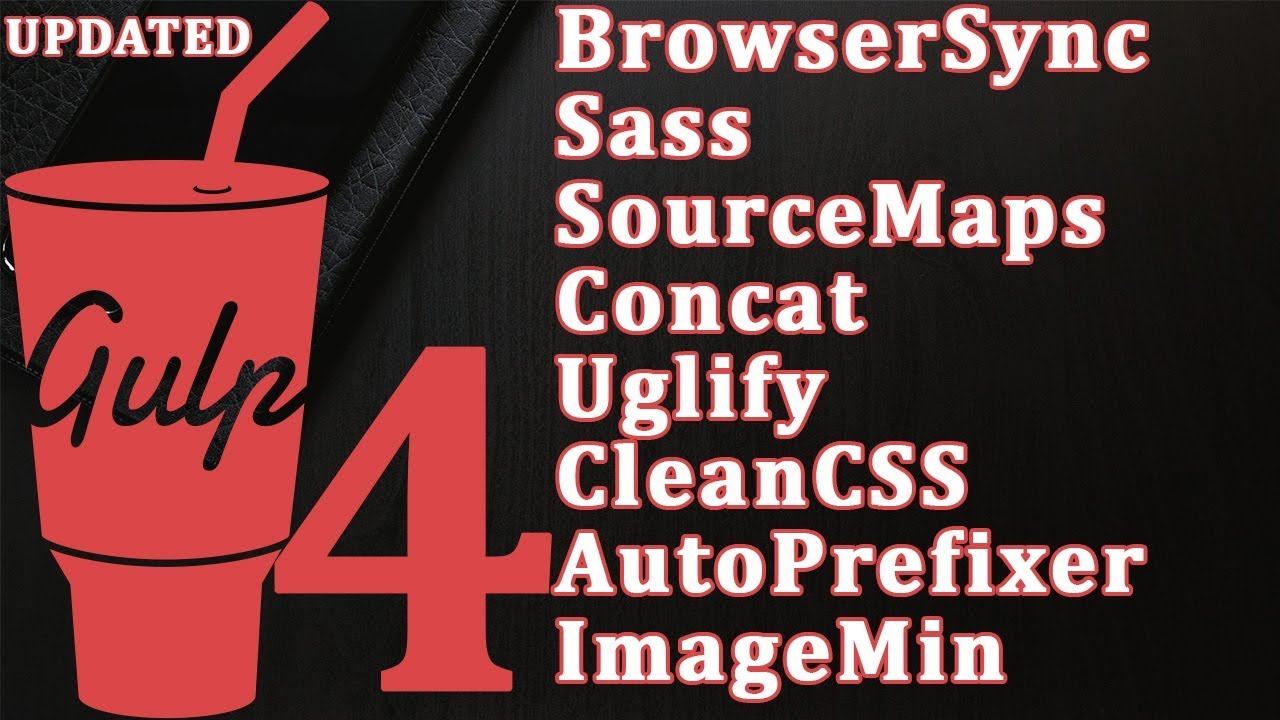 UPDATED
Gulp
4
BrowserSync
Sass
SourceMaps
Concat
Uglify
CleanCSS
AutoPrefixer
ImageMin